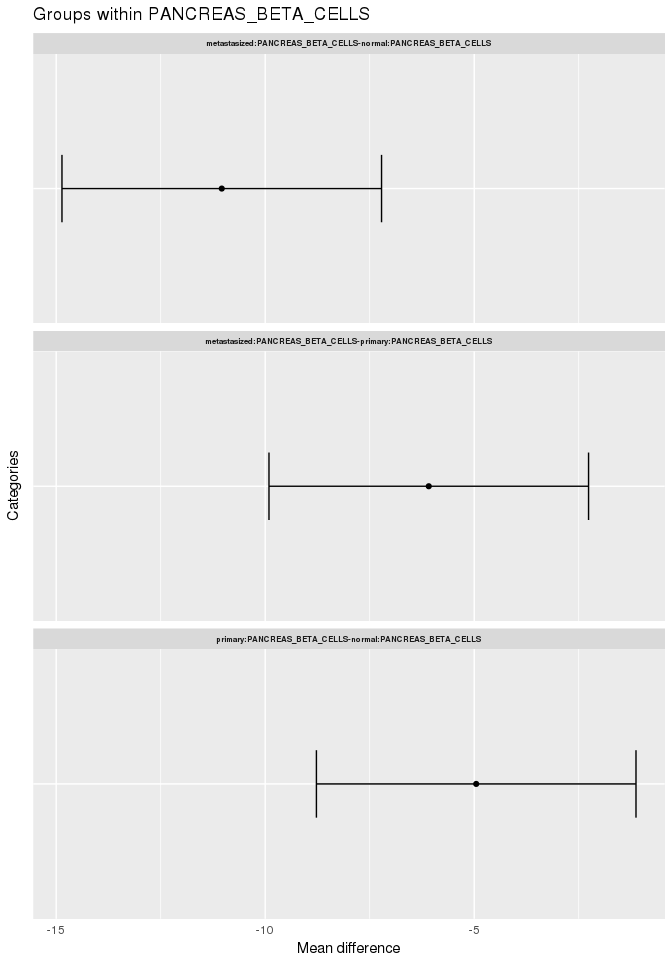 Groups within PANCREAS_BETA_CELLS
metastasized:PANCREAS_BETA_CELLS-normal:PANCREAS_BETA_CELLS
metastasized:PANCREAS_BETA_CELLS-primary:PANCREAS_BETA_CELLS
Categories
primary:PANCREAS_BETA_CELLS-normal:PANCREAS_BETA_CELLS
-15
-10
-5
Mean difference